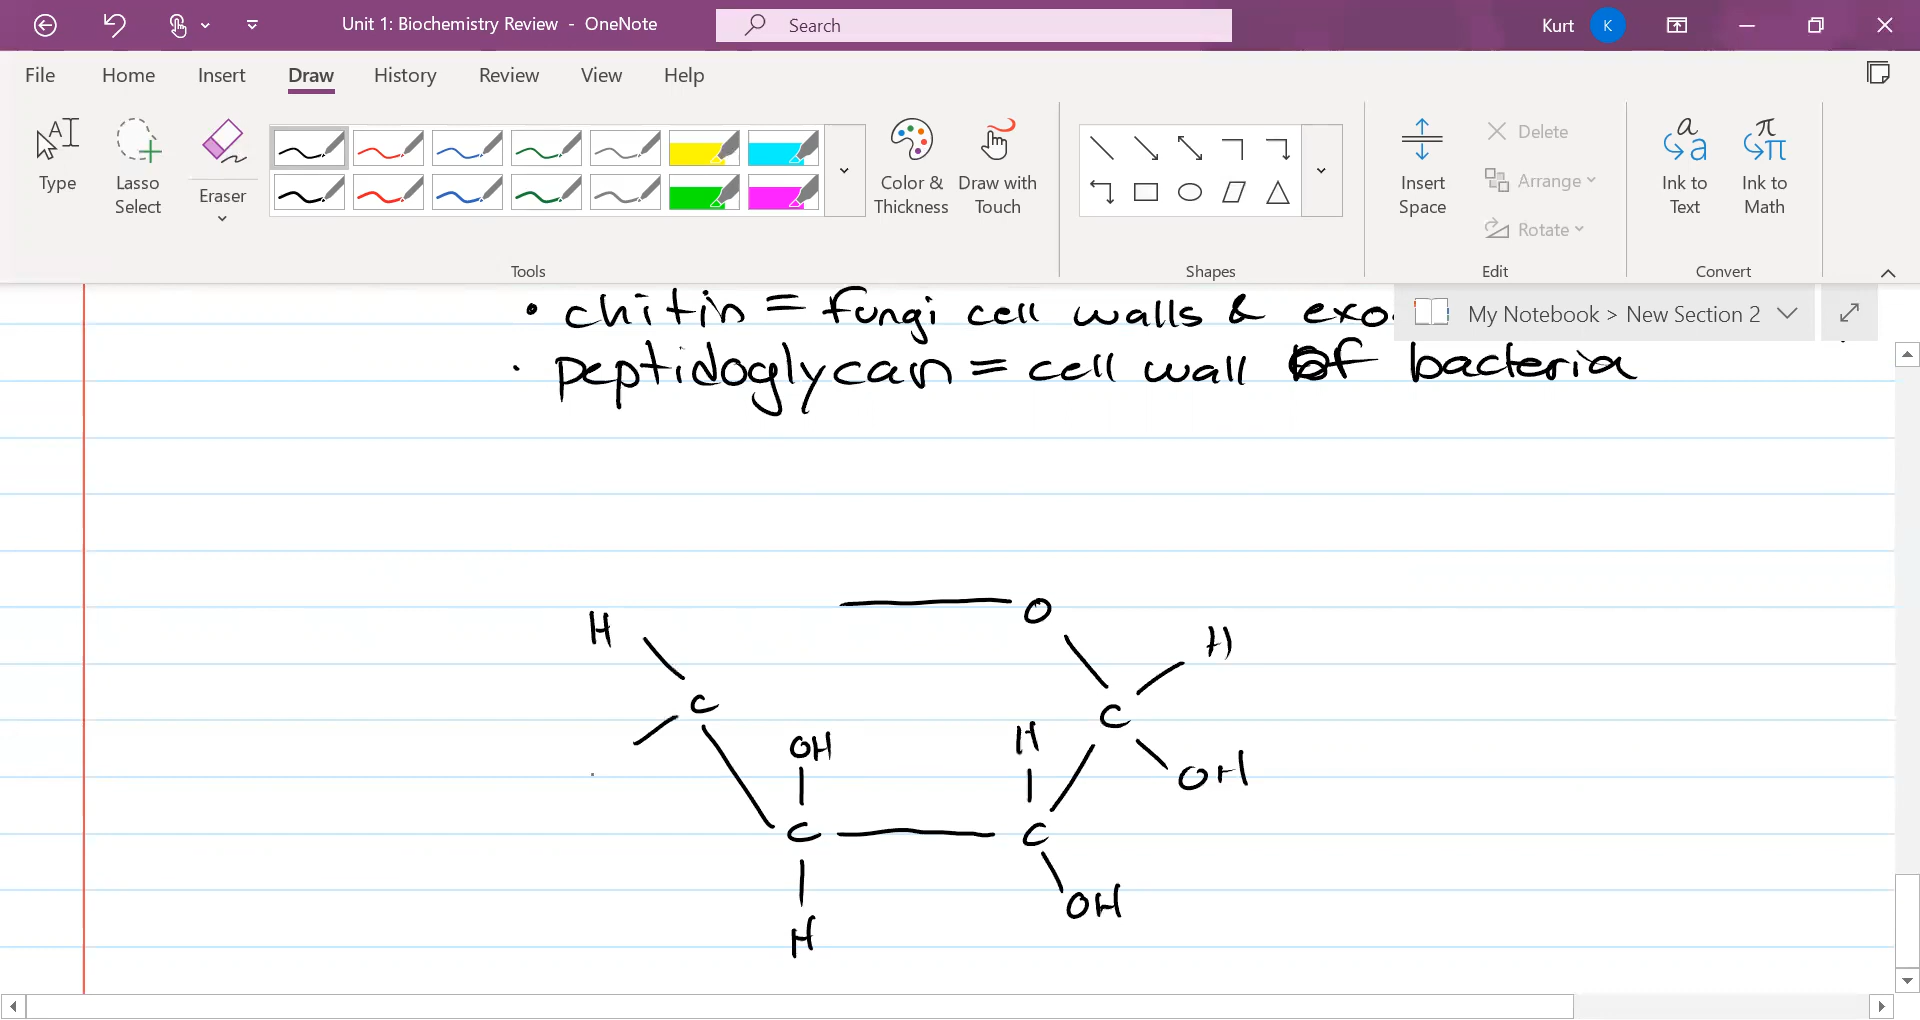 Unit 1: Biochemistry Review - OneNote
Search
Kurt
K
File Home Insert Draw History Review View Help
Type
Lasso Select
Eraser
Color & Thickness
Draw with Touch
Insert Space
Delete
Arrange
Rotate
Ink to Text
Ink to Math
Tools
Shapes
Edit
Convert
• chitin = fungi cell walls & exo
My Notebook > New Section 2
• peptidoglycan = cell wall of bacteria
O
H
H
C
C
OH
H
OH
C
C
OH
H